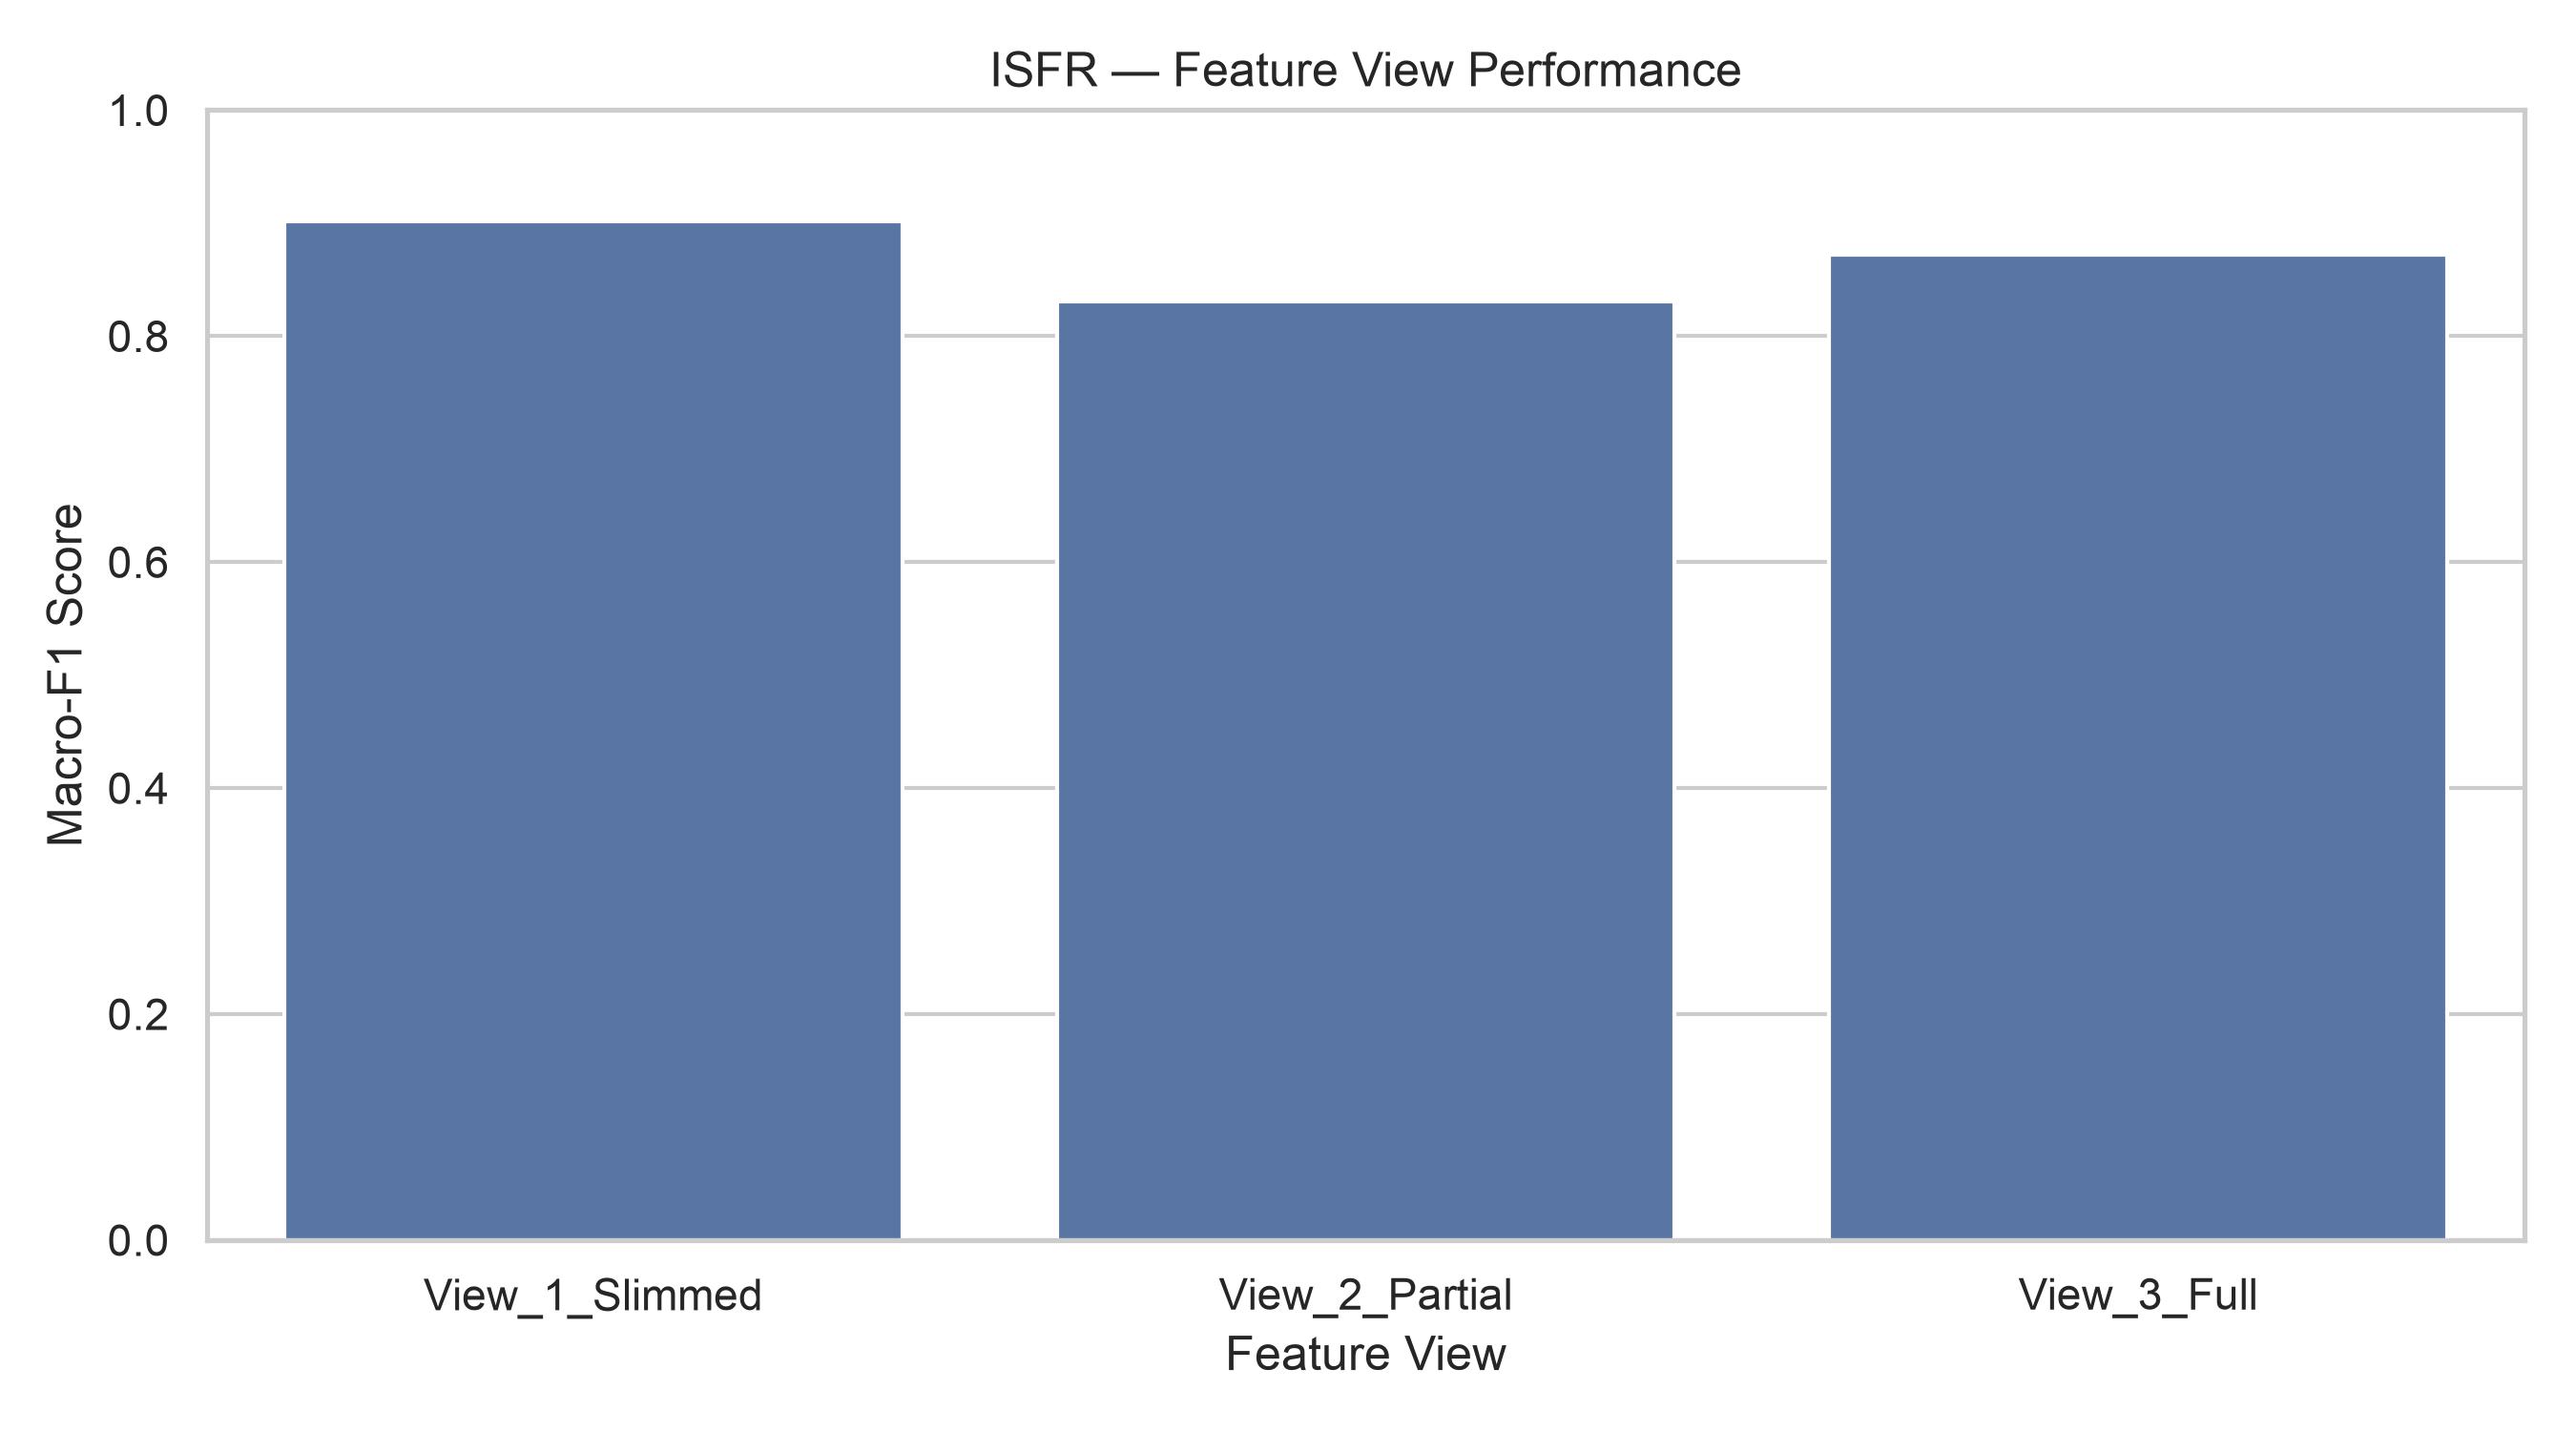 ISFR — Feature View Performance
1.0
0.8
0.6
0.4
0.2
0.0
Macro-F1 Score
View_1_Slimmed
View_2_Partial
View_3_Full
Feature View